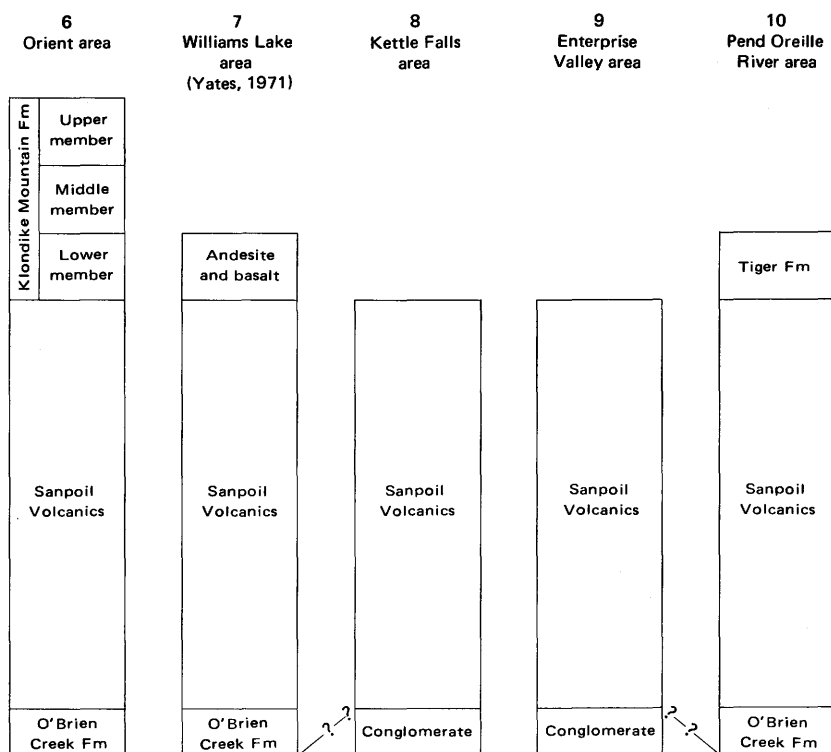 6
Orient area
7
Williams Lake
area
(Yates, 1971)
8
Kettle Falls
area
9
Enterprise
Valley area
10
Pend Oreille
River area
Klondike Mountain Fm
Upper
member
Middle
member
Lower
member
Andesite
and basalt
Tiger Fm
Sanpoil
Volcanics
Sanpoil
Volcanics
Sanpoil
Volcanics
Sanpoil
Volcanics
Sanpoil
Volcanics
O'Brien
Creek Fm
O'Brien
Creek Fm
?—?
Conglomerate
Conglomerate
?—?
O'Brien
Creek Fm